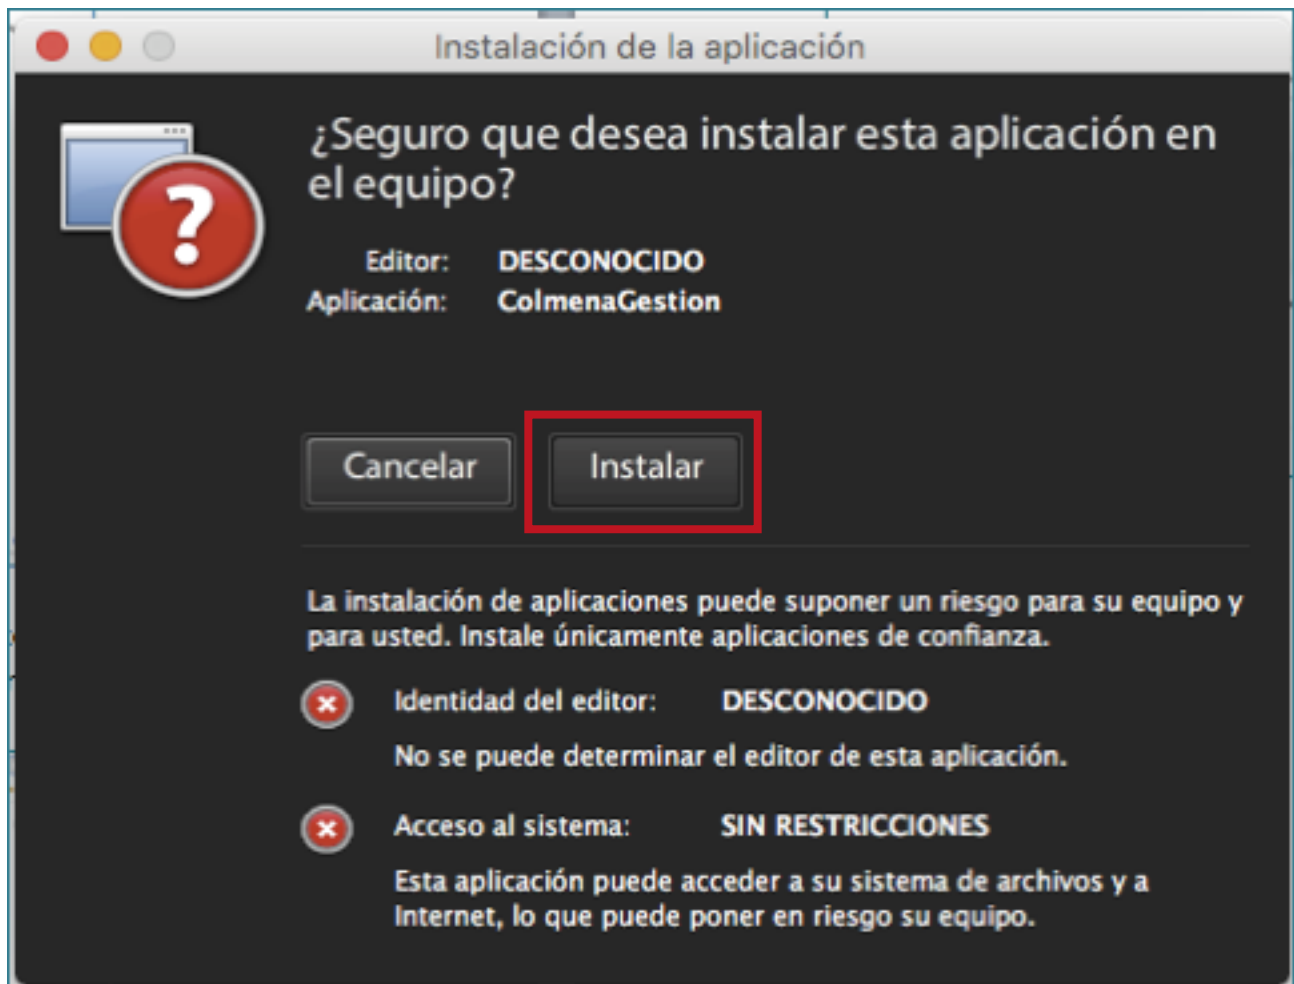 Instalación de la aplicación
¿Seguro que desea instalar esta aplicación en
el equipo?
Editor: DESCONOCIDO
Aplicación: ColmenaGestion
Cancelar Instalar
La instalación de aplicaciones puede suponer un riesgo para su equipo y
para usted. Instale únicamente aplicaciones de confianza.
Identidad del editor: DESCONOCIDO
No se puede determinar el editor de esta aplicación.
Acceso al sistema: SIN RESTRICCIONES
Esta aplicación puede acceder a su sistema de archivos y a
Internet, lo que puede poner en riesgo su equipo.